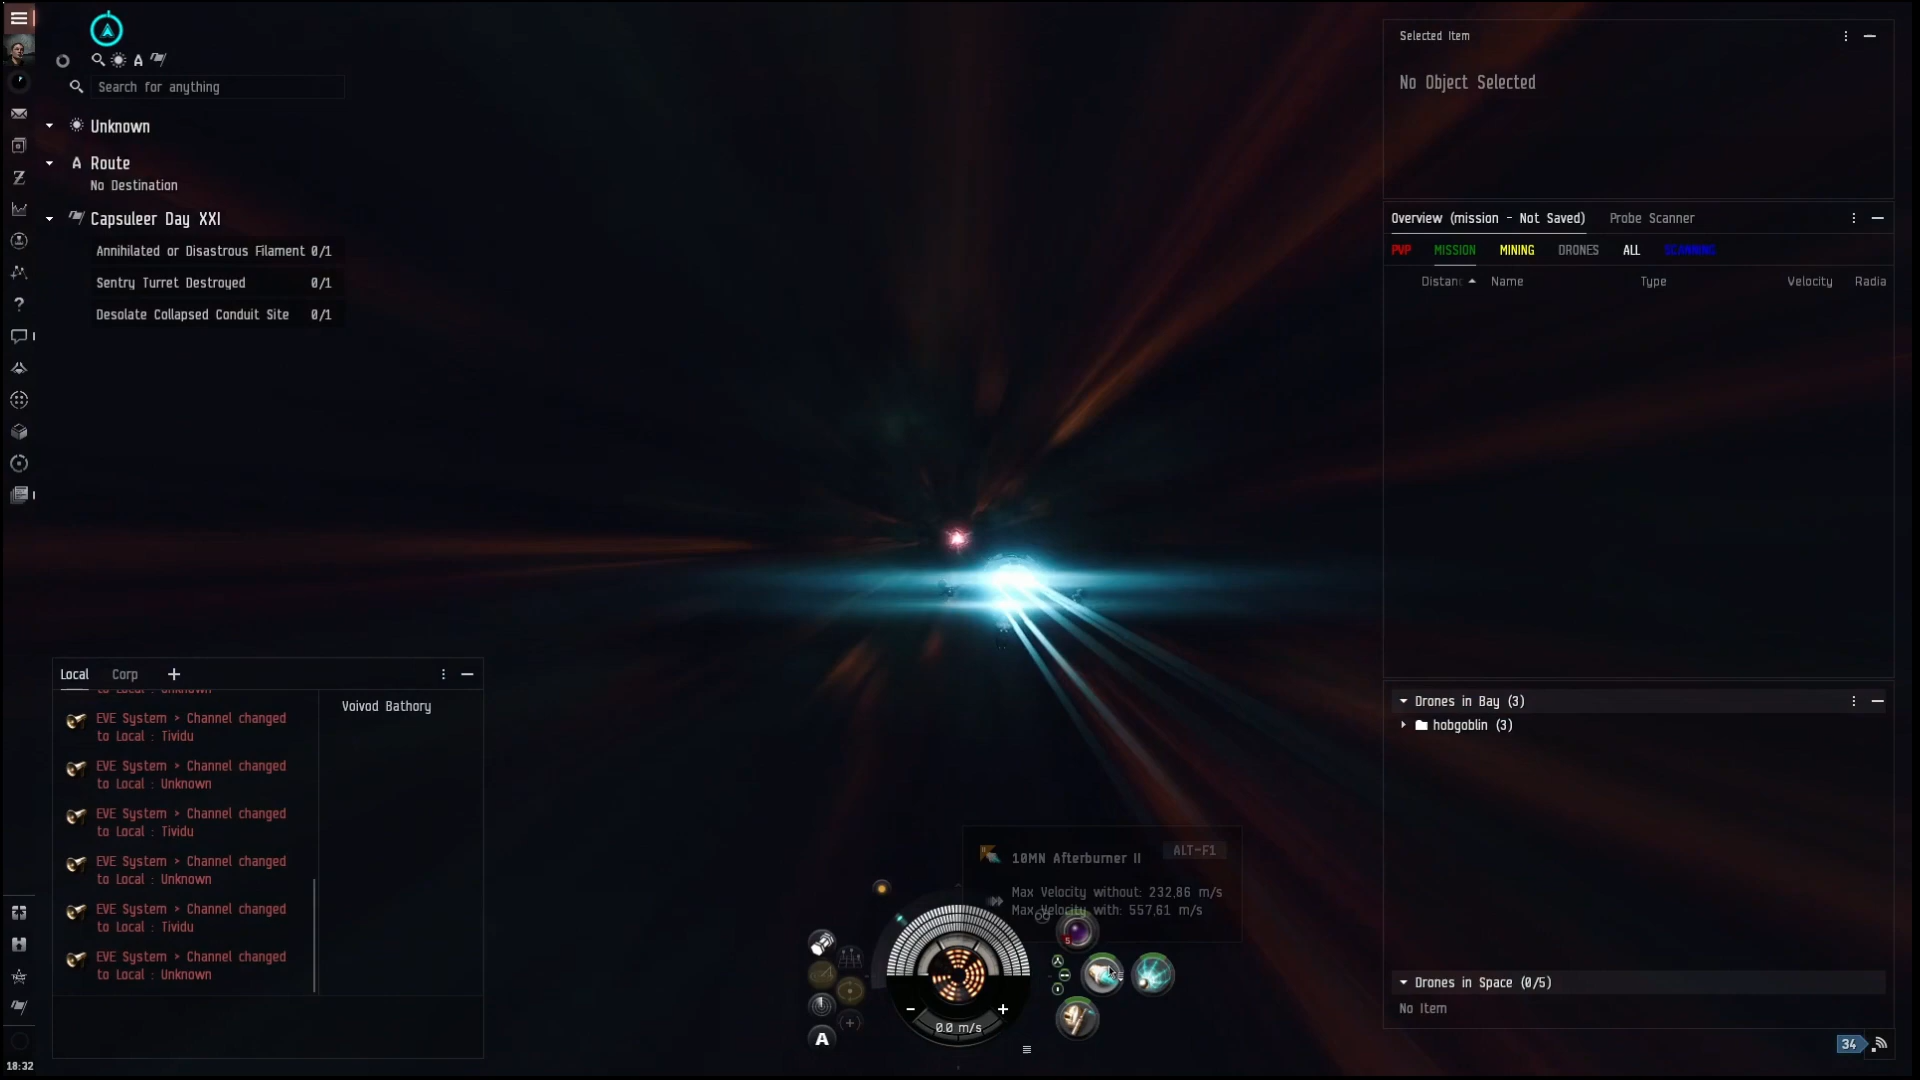 Search for anything
Unknown
Route
No Destination
Capsuleer Day XXI
Annihilated or Disastrous Filament 0/1
Sentry Turret Destroyed 0/1
Desolate Collapsed Conduit Site 0/1
Selected Item
No Object Selected
Overview (mission - Not Saved) Probe Scanner
PVP MISSION MINING DRONES ALL SCANNING
Distanc Name Type Velocity Radia
Local Corp +
to Local : Unknown
EVE System > Channel changed
to Local : Tividu
EVE System > Channel changed
to Local : Unknown
EVE System > Channel changed
to Local : Tividu
EVE System > Channel changed
to Local : Unknown
EVE System > Channel changed
to Local : Tividu
EVE System > Channel changed
to Local : Unknown
Voivod Bathory
Drones in Bay (3)
hobgoblin (3)
Drones in Space (0/5)
No Item
10MN Afterburner II ALT-F1
Max Velocity without: 232,86 m/s
Max Velocity with: 557,61 m/s
0.0 m/s
A
34
18:32